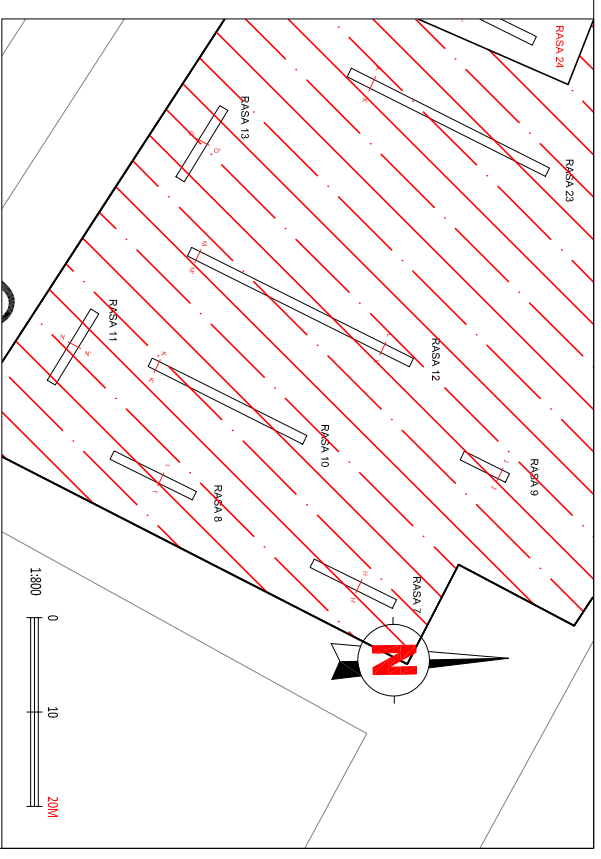 RASA 24
RASA 23
RASA 13
RASA 12
RASA 11
RASA 10
RASA 9
RASA 8
RASA 7
M
M'
K
K'
N
1:800
0
10
20M